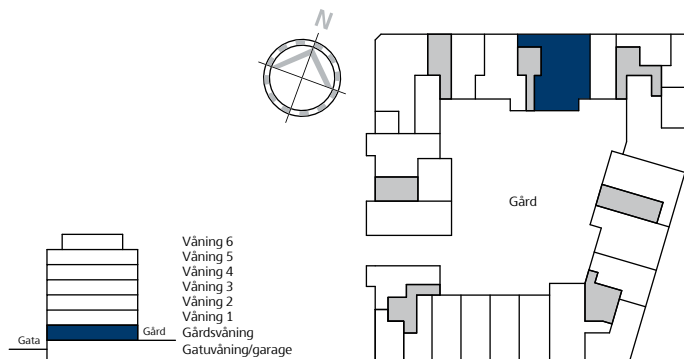 N
Gård
Våning 6
Våning 5
Våning 4
Våning 3
Våning 2
Våning 1
Gata
Gård
Gårdsvåning
Gatuvåning/garage